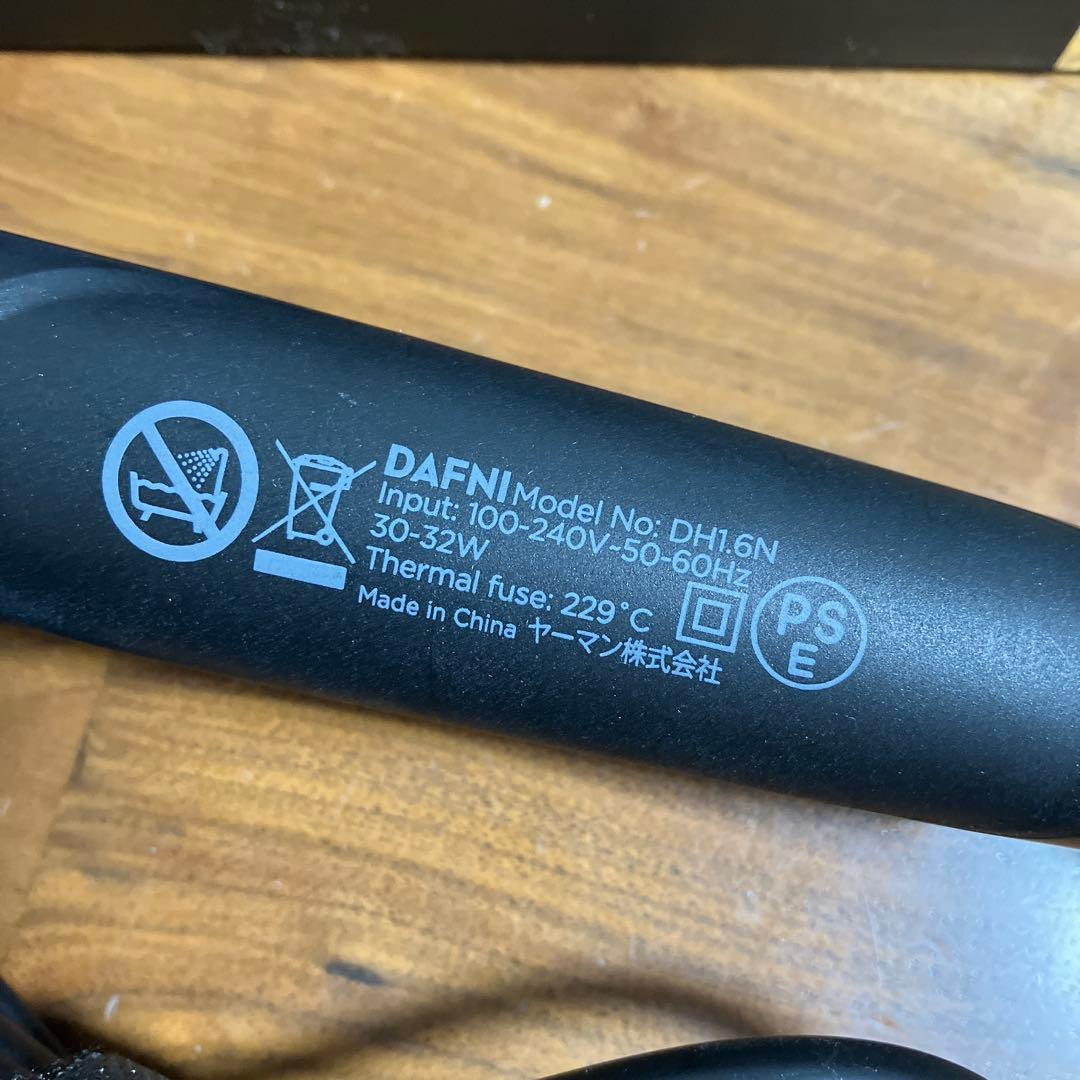 DAFNI Model No: DH1.6N
Input: 100-240V~50-60Hz
30-32W
Thermal fuse: 229°C
Made in China ヤーマン株式会社
PS
E